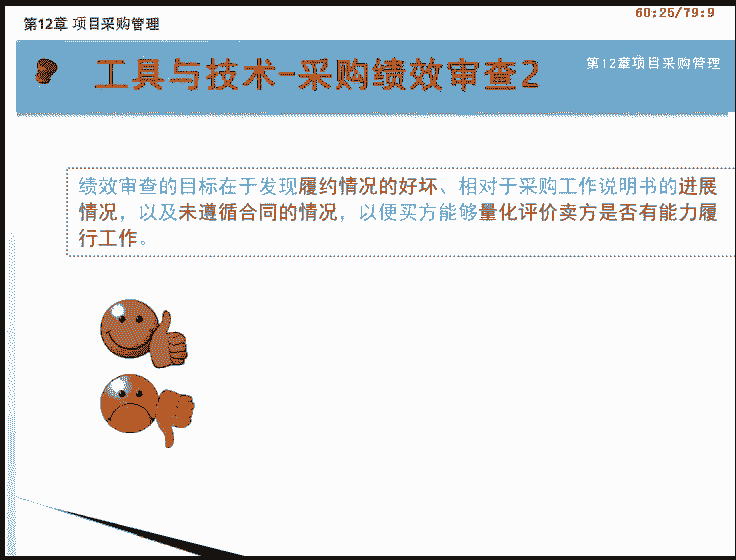 60:25/79:9
第12章 项目采购管理
工具与技术-采购绩效审查2
第12章项目采购管理
绩效审查的目标在于发现履约情况的好坏、相对于采购工作说明书的进展
情况，以及未遵循合同的情况，以便买方能够量化评价卖方是否有能力履
行工作。